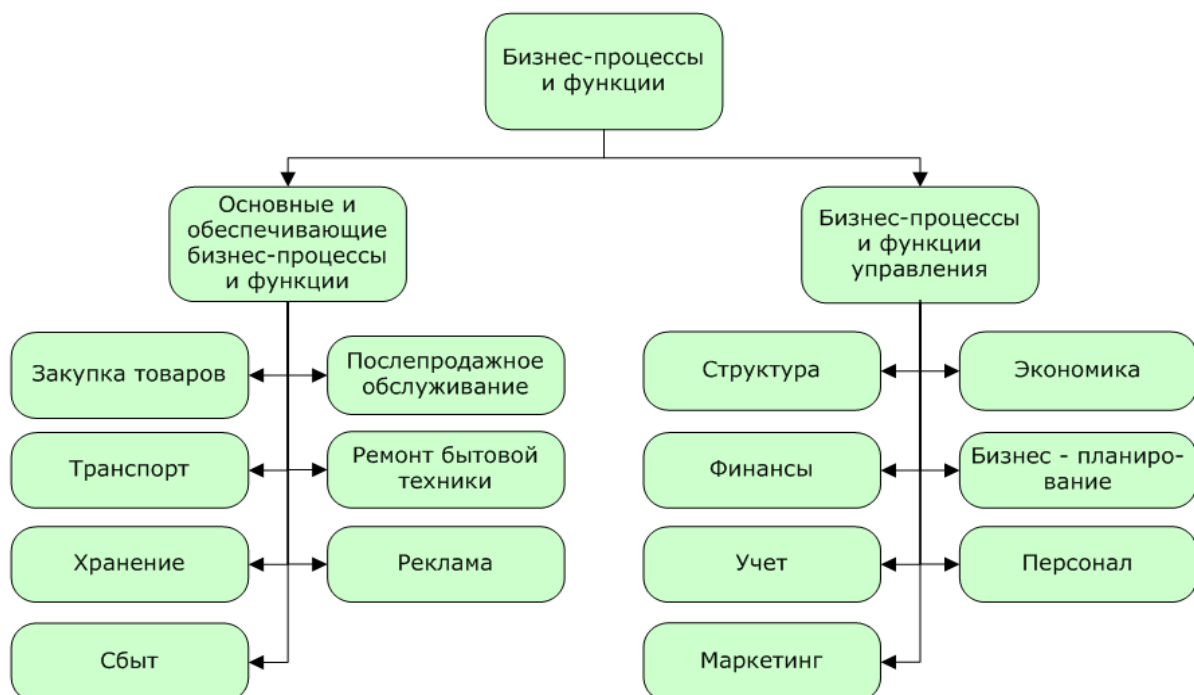 Бизнес-процессы
и функции
Основные и
обеспечивающие
бизнес-процессы
и функции
Бизнес-процессы
и функции
управления
Закупка товаров
Послепродажное
обслуживание
Структура
Экономика
Транспорт
Ремонт бытовой
техники
Финансы
Бизнес - планиро-
вание
Хранение
Реклама
Учет
Персонал
Сбыт
Маркетинг